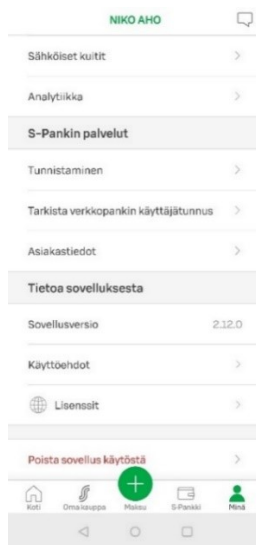 NIKO AHO
Sähköiset kuitit
Analytiikka
S-Pankin palvelut
Tunnistaminen
Tarkista verkkopankin käyttäjätunnus
Asiakastiedot
Tietoa sovelluksesta
Sovellusversio 2.12.0
Käyttöehdot
Lisenssit
Poista sovellus käytöstä
Koti Oma kauppa Maksu S-Pankki Minä